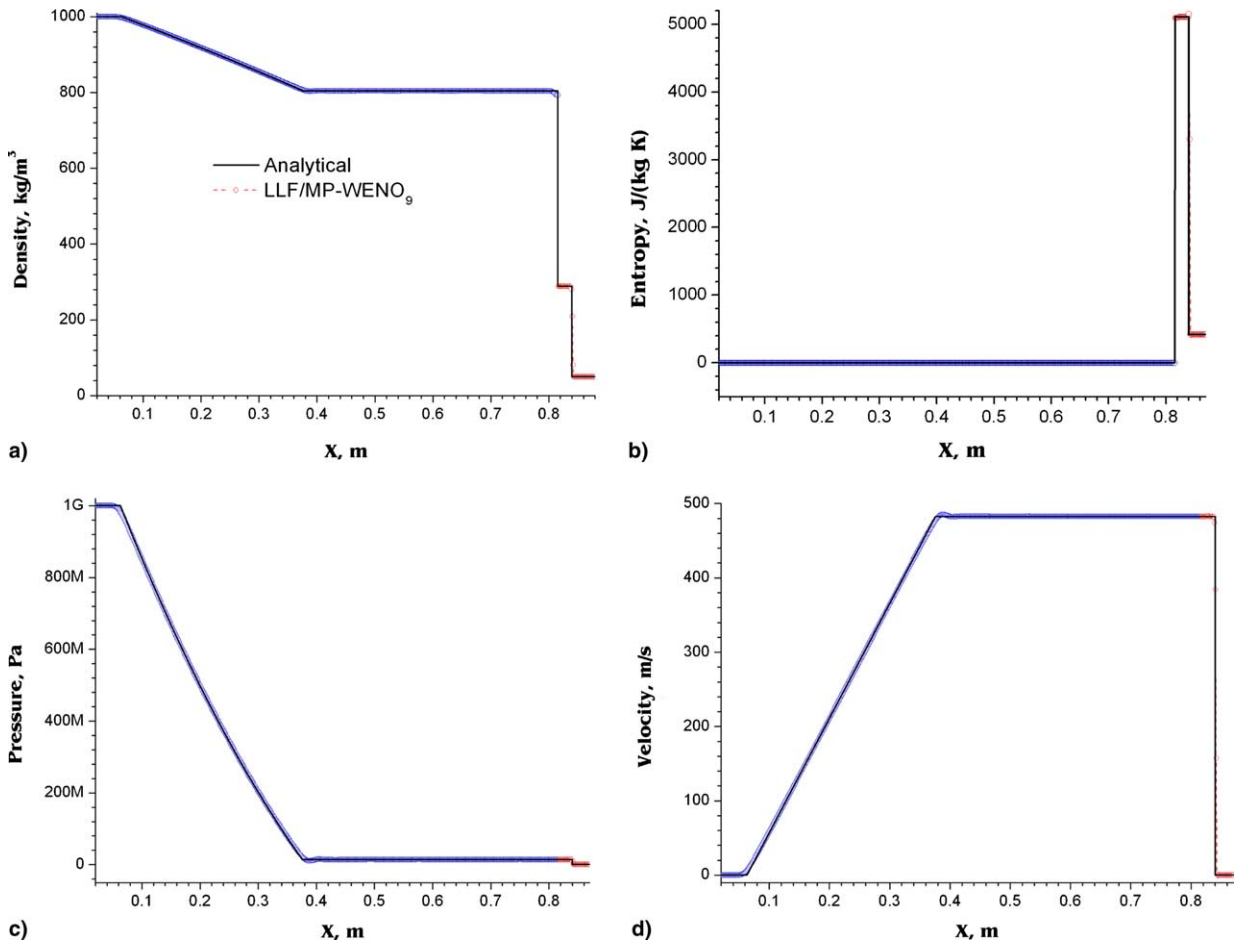 1000
800
600
400
200
0
Density, kg/m³
Analytical
LLF/MP-WENO₉
0.1 0.2 0.3 0.4 0.5 0.6 0.7 0.8
X, m
a)
5000
4000
3000
2000
1000
0
Entropy, J/(kg K)
0.1 0.2 0.3 0.4 0.5 0.6 0.7 0.8
X, m
b)
1G
800M
600M
400M
200M
0
Pressure, Pa
0.1 0.2 0.3 0.4 0.5 0.6 0.7 0.8
X, m
c)
500
400
300
200
100
0
Velocity, m/s
0.1 0.2 0.3 0.4 0.5 0.6 0.7 0.8
X, m
d)